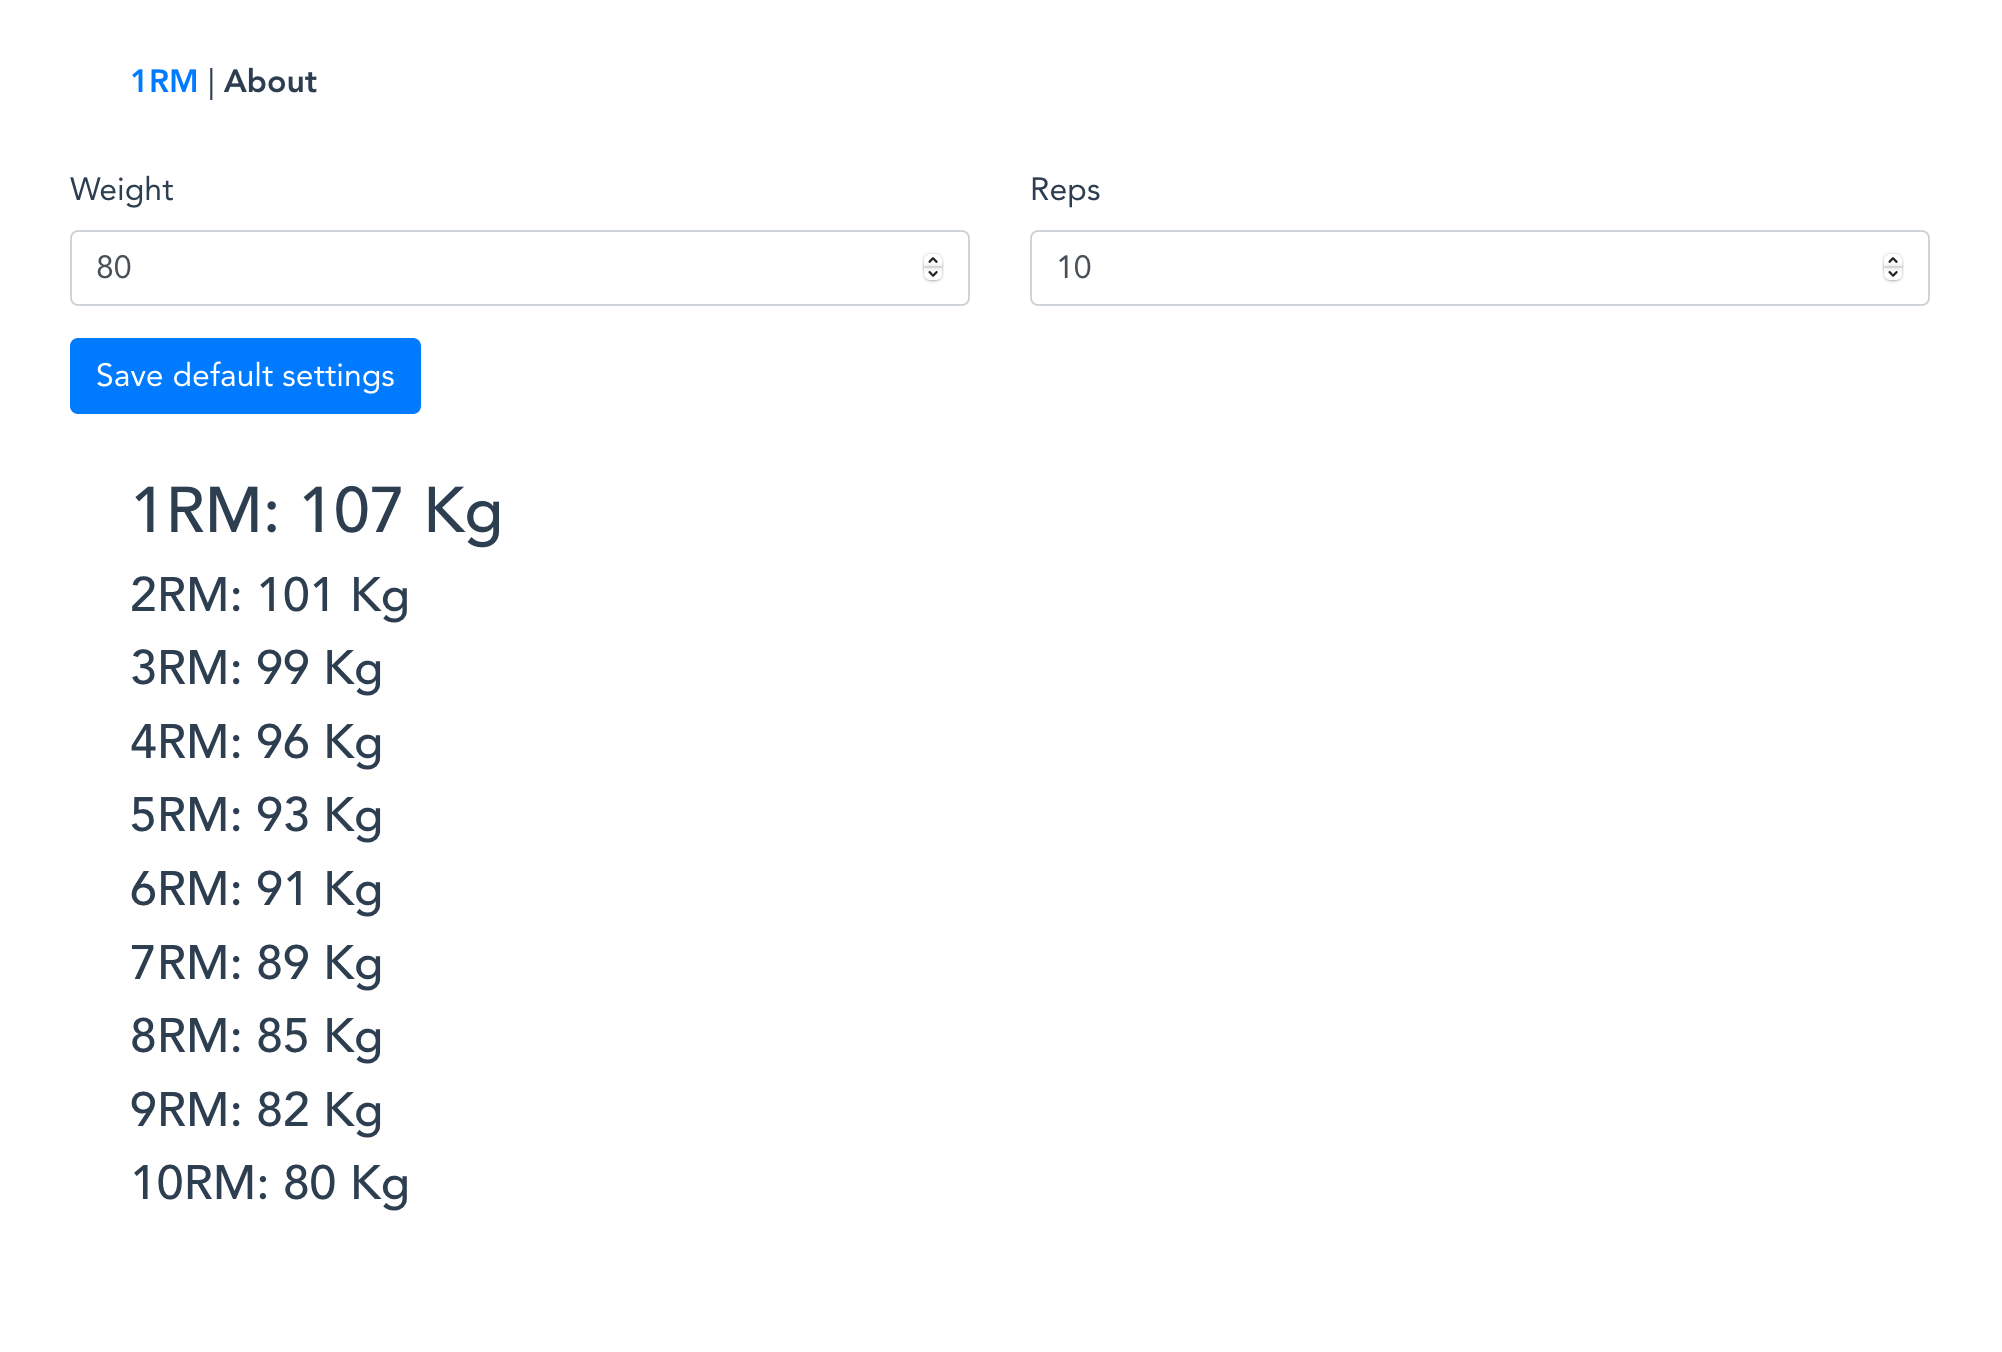 1RM | About
Weight
Reps
80
10
Save default settings
1RM: 107 Kg
2RM: 101 Kg
3RM: 99 Kg
4RM: 96 Kg
5RM: 93 Kg
6RM: 91 Kg
7RM: 89 Kg
8RM: 85 Kg
9RM: 82 Kg
10RM: 80 Kg